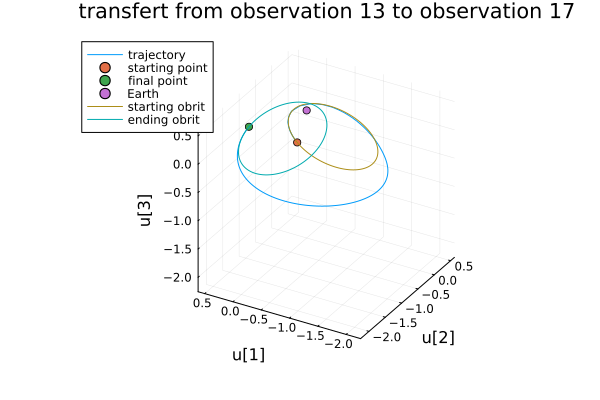 transfert from observation 13 to observation 17
trajectory
starting point
final point
Earth
starting obrit
ending obrit
0.5
0.0
−0.5
−1.0
−1.5
−2.0
u[3]
0.5
0.0
−0.5
−1.0
−1.5
−2.0
u[1]
0.5
0.0
−0.5
−1.0
−1.5
−2.0
u[2]